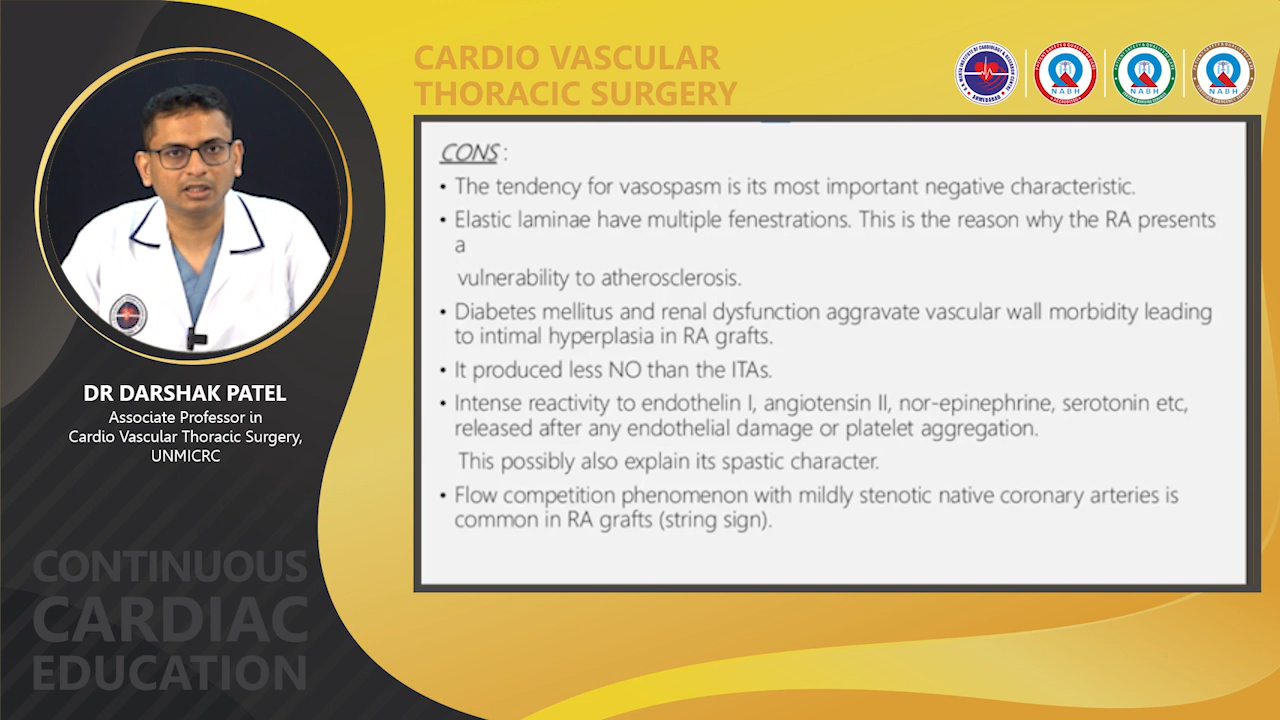 CARDIO VASCULAR
THORACIC SURGERY
NABH
NABH
NABH
CONS :
• The tendency for vasospasm is its most important negative characteristic.
• Elastic laminae have multiple fenestrations. This is the reason why the RA presents
a
vulnerability to atherosclerosis.
• Diabetes mellitus and renal dysfunction aggravate vascular wall morbidity leading
to intimal hyperplasia in RA grafts.
• It produced less NO than the ITAs.
• Intense reactivity to endothelin I, angiotensin II, nor-epinephrine, serotonin etc,
released after any endothelial damage or platelet aggregation.
This possibly also explain its spastic character.
• Flow competition phenomenon with mildly stenotic native coronary arteries is
common in RA grafts (string sign).
DR DARSHAK PATEL
Associate Professor in
Cardio Vascular Thoracic Surgery,
UNMICRC
CONTINUOUS
CARDIAC
EDUCATION